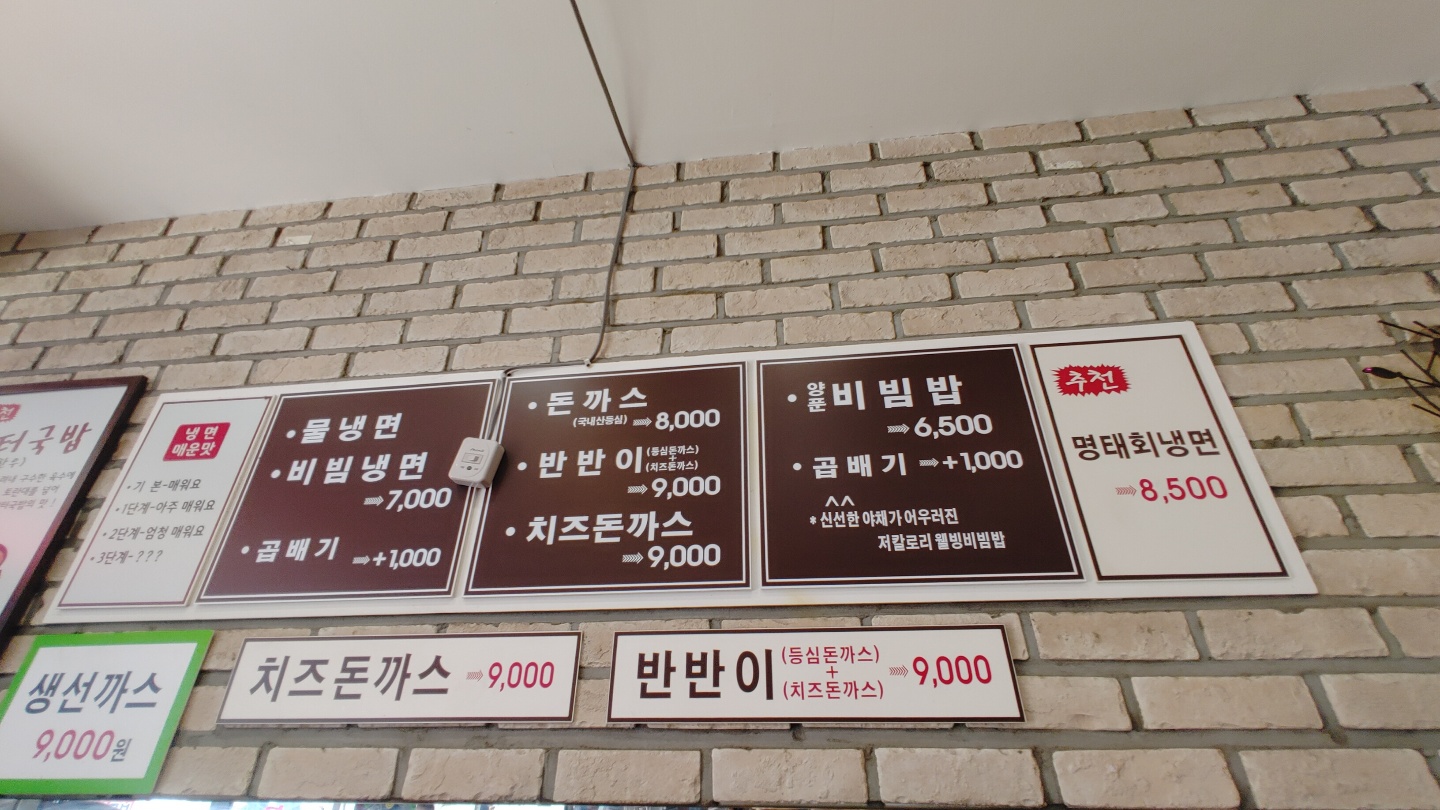 터국밥
냉면
매운맛
•기 본-매워요
•1단계-아주 매워요
•2단계-엄청 매워요
•3단계-???
•물냉면
•비빔냉면
7,000
•곱배기 +1,000
•돈까스
(국내산등심) 8,000
•반반이 (등심돈까스)
+
(치즈돈까스)
9,000
•치즈돈까스
9,000
•양푼비빔밥
6,500
•곱배기 +1,000
^^
*신선한 야채가 어우러진
저칼로리 웰빙비빔밥
추천
명태회냉면
8,500
생선까스
9,000원
치즈돈까스 9,000
반반이 (등심돈까스)
+
(치즈돈까스) 9,000